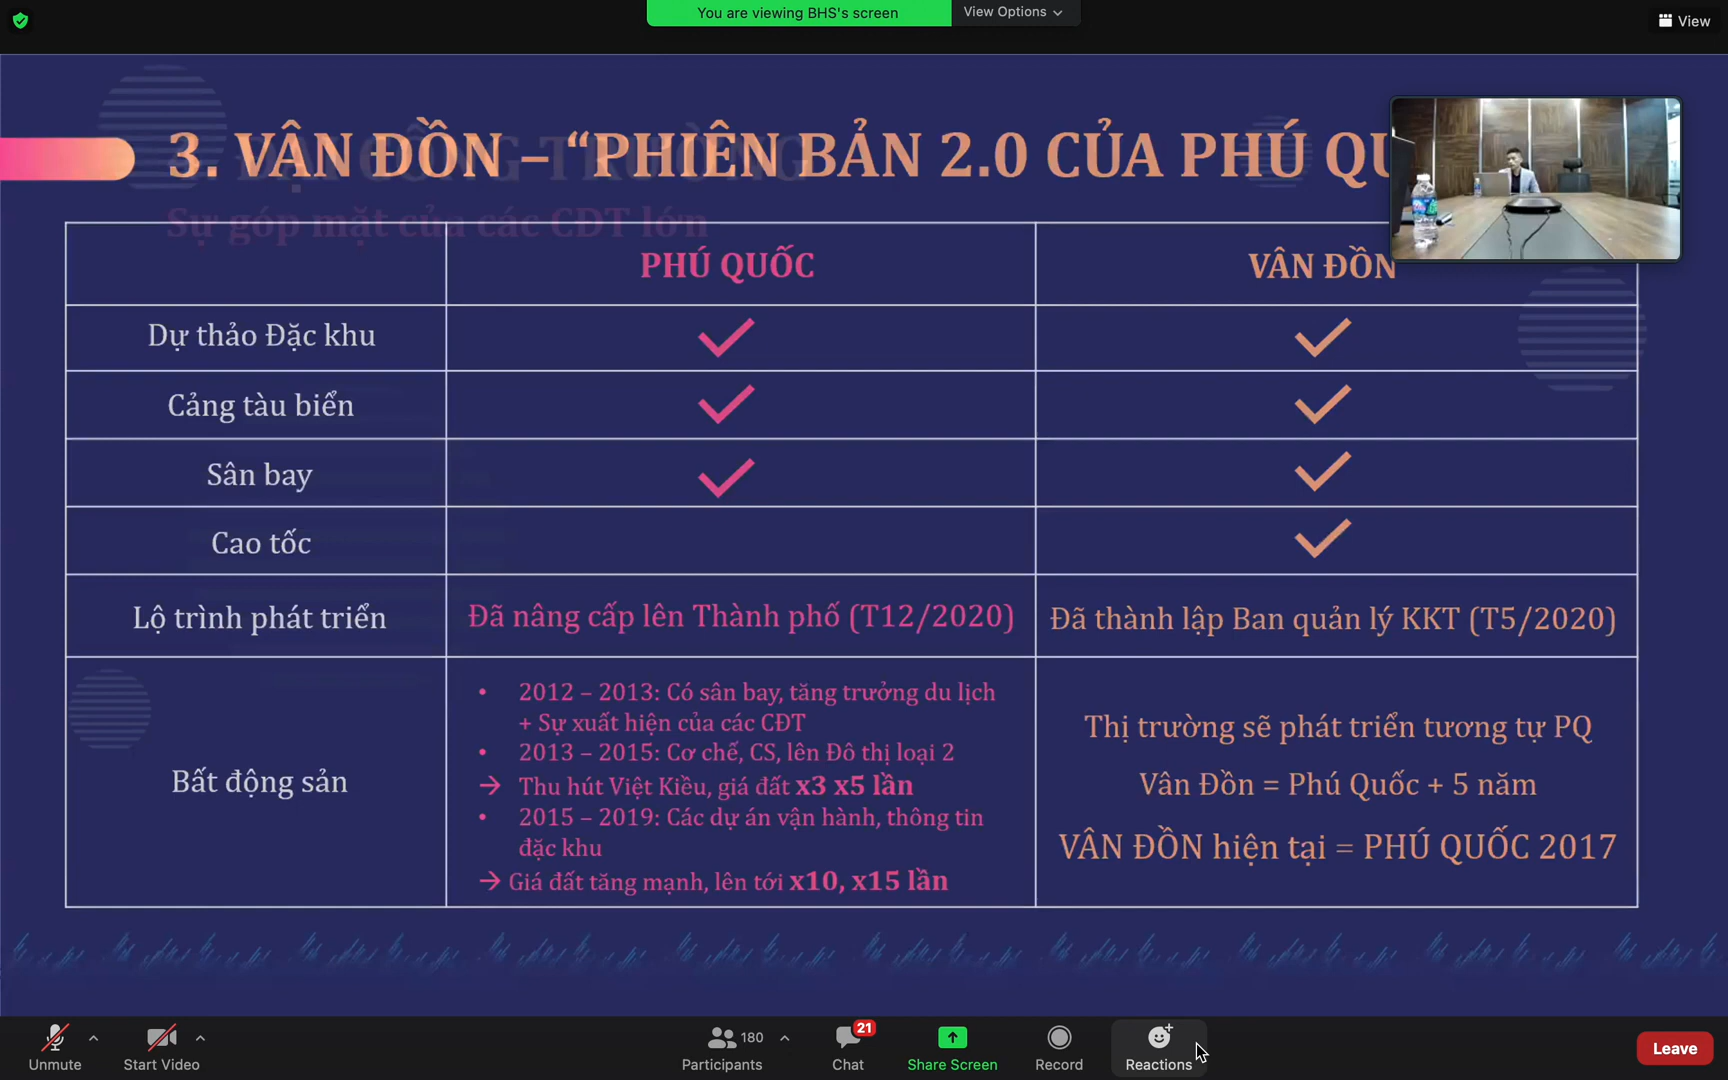 You are viewing BHS's screen
View Options
View
3. VÂN ĐỒN – “PHIÊN BẢN 2.0 CỦA PHÚ QU
Sự góp mặt của các CĐT lớn
PHÚ QUỐC
VÂN ĐỒN
Dự thảo Đặc khu
Cảng tàu biển
Sân bay
Cao tốc
Lộ trình phát triển
Đã nâng cấp lên Thành phố (T12/2020)
Đã thành lập Ban quản lý KKT (T5/2020)
Bất động sản
• 2012 – 2013: Có sân bay, tăng trưởng du lịch
+ Sự xuất hiện của các CĐT
• 2013 – 2015: Cơ chế, CS, lên Đô thị loại 2
→ Thu hút Việt Kiều, giá đất x3 x5 lần
• 2015 – 2019: Các dự án vận hành, thông tin
đặc khu
→ Giá đất tăng mạnh, lên tới x10, x15 lần
Thị trường sẽ phát triển tương tự PQ
Vân Đồn = Phú Quốc + 5 năm
VÂN ĐỒN hiện tại = PHÚ QUỐC 2017
Unmute
Start Video
180
Participants
21
Chat
Share Screen
Record
Reactions
Leave